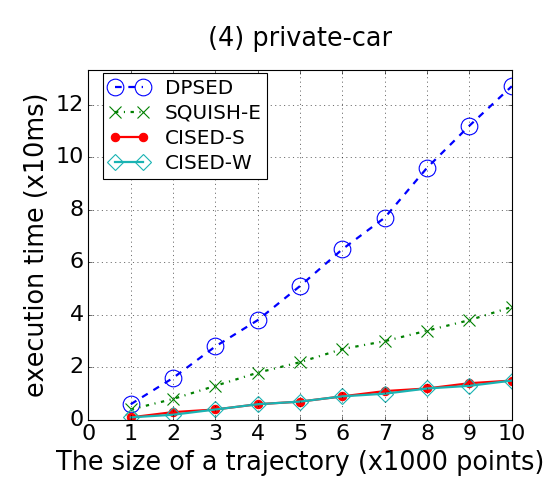 (4) private-car
execution time (x10ms)
12
10
8
6
4
2
0
DPSED
SQUISH-E
CISED-S
CISED-W
0 1 2 3 4 5 6 7 8 9 10
The size of a trajectory (x1000 points)